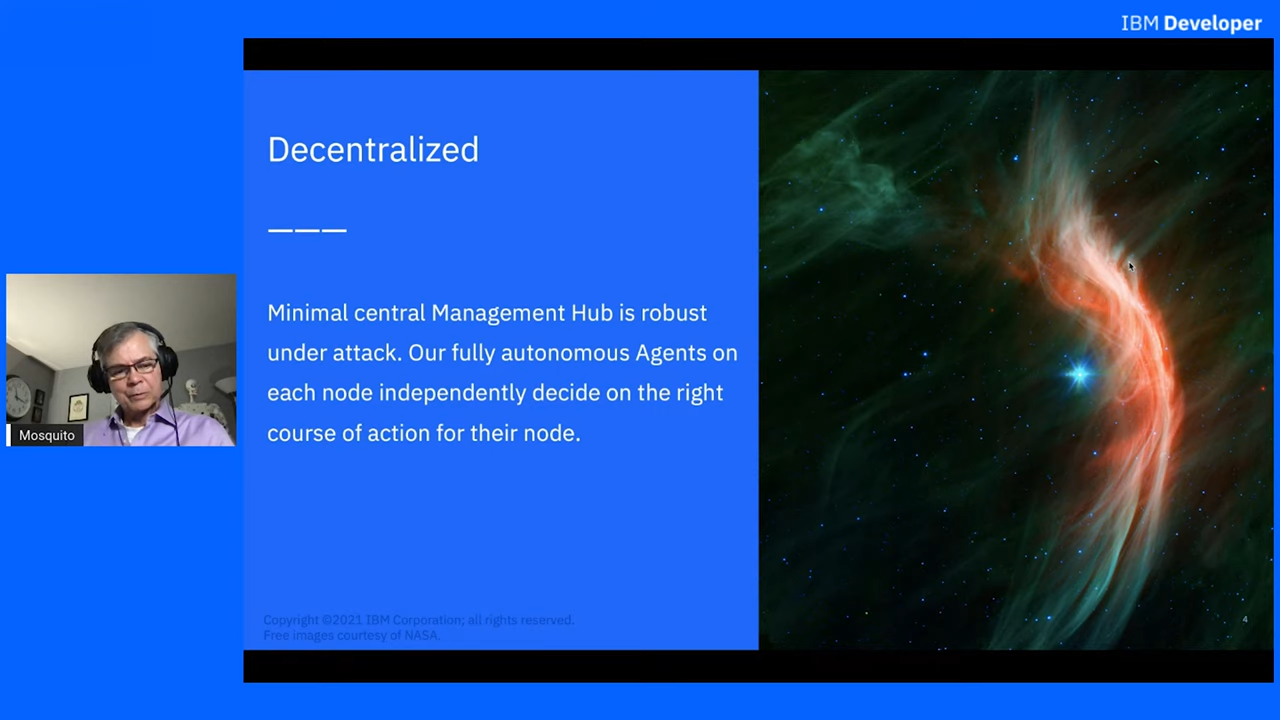 IBM Developer
Decentralized
Minimal central Management Hub is robust
under attack. Our fully autonomous Agents on
each node independently decide on the right
course of action for their node.
Mosquito
Copyright ©2021 IBM Corporation; all rights reserved.
Free images courtesy of NASA.
4